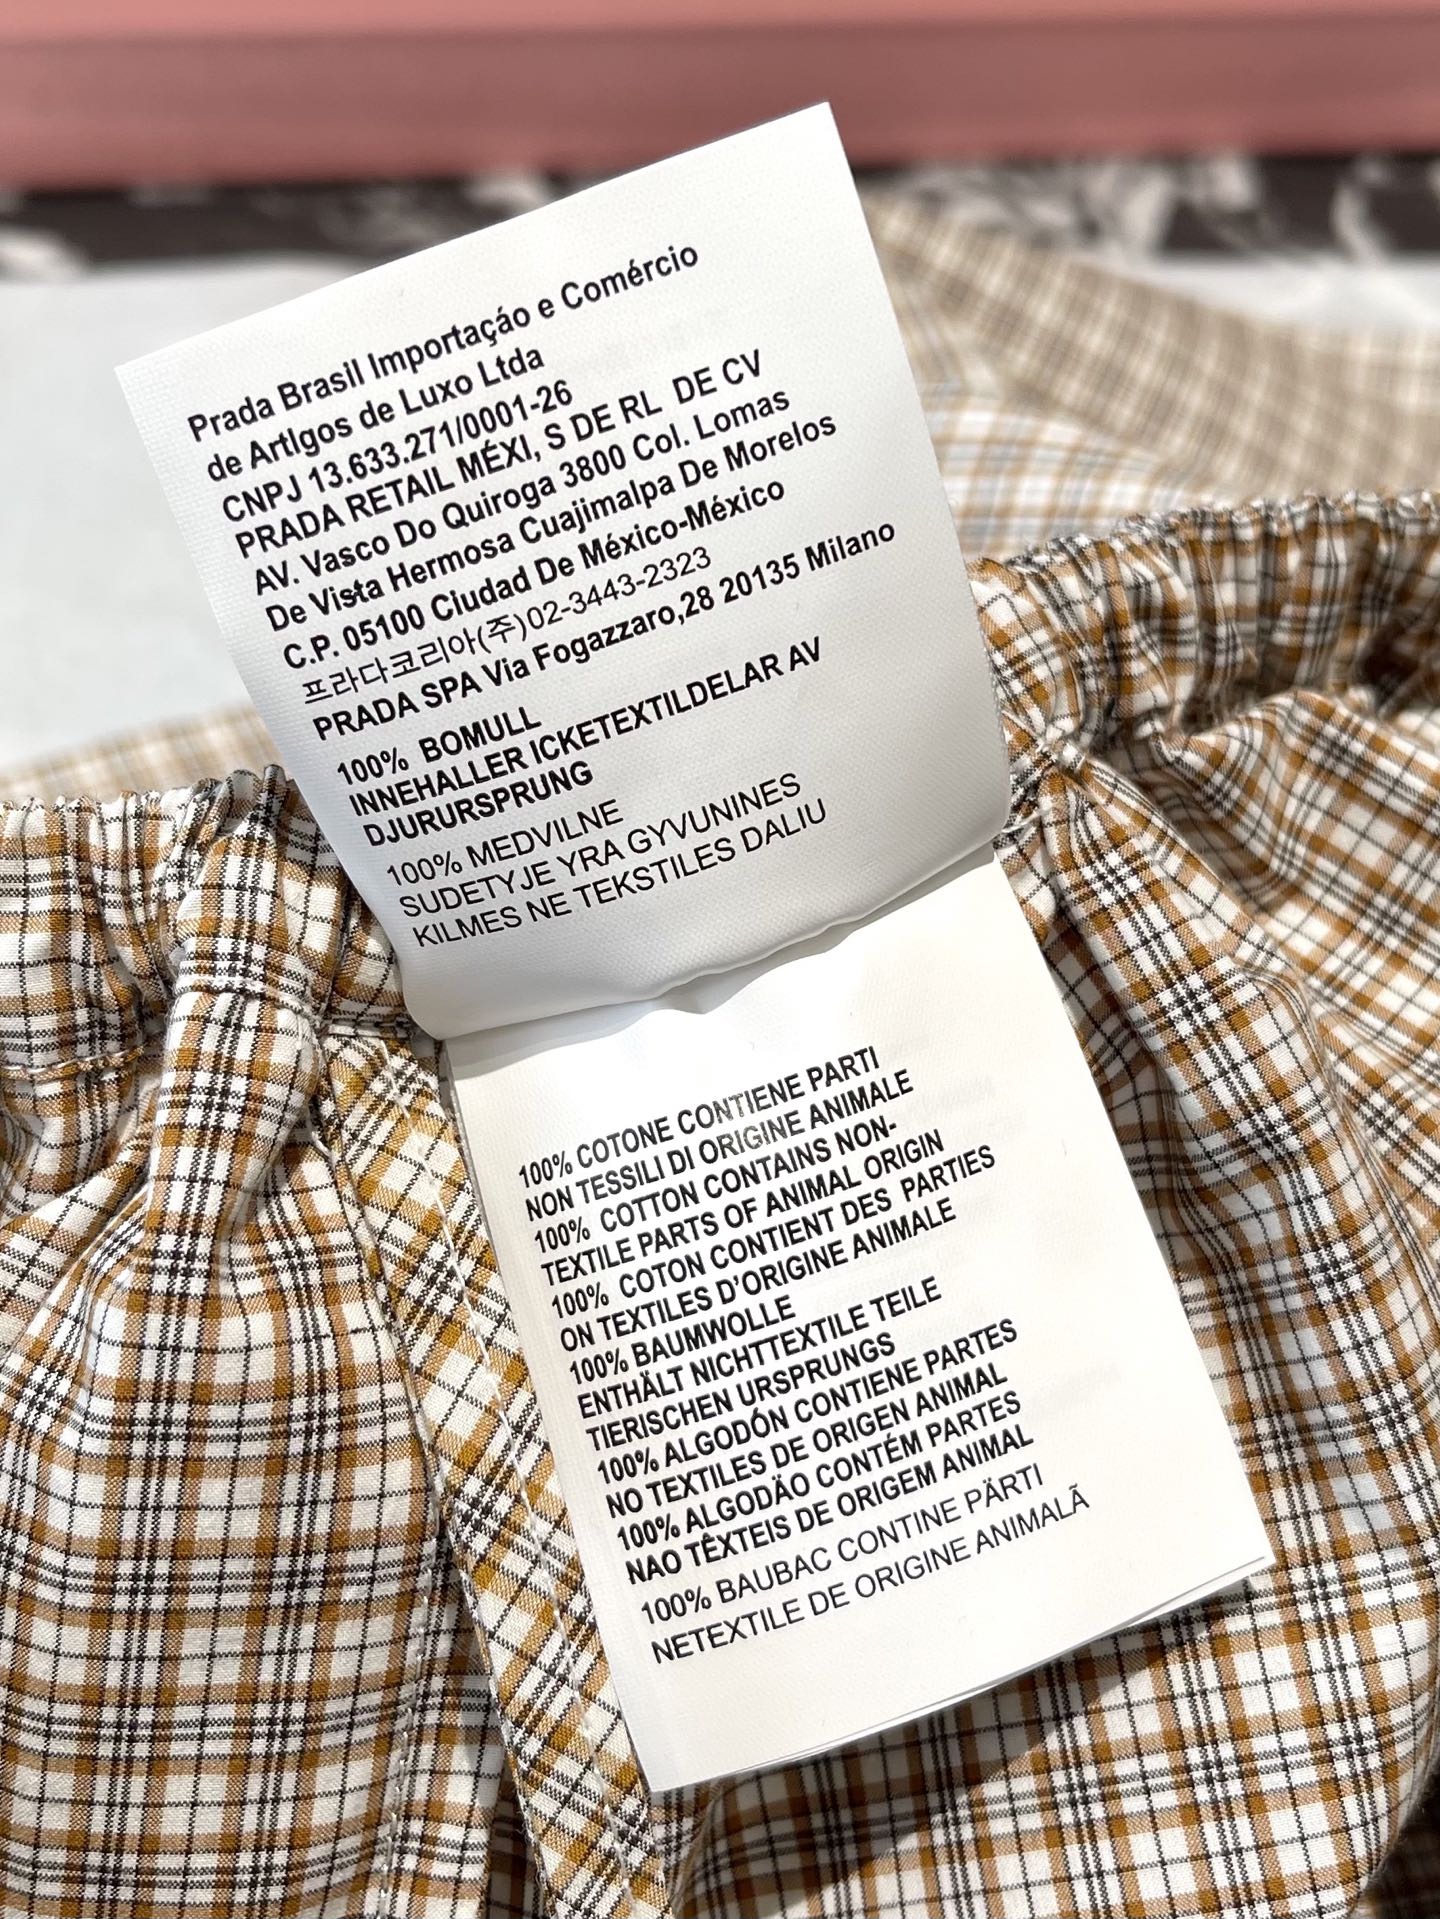 Prada Brasil Importaçáo e Comércio
de ArtIgos de Luxo Ltda
CNPJ 13.633.271/0001-26
PRADA RETAIL MÉXI, S DE RL DE CV
AV. Vasco Do Quiroga 3800 Col. Lomas
De Vista Hermosa Cuajimalpa De Morelos
C.P. 05100 Ciudad De México-México
프라다코리아(주)02-3443-2323
PRADA SPA Via Fogazzaro,28 20135 Milano
100% BOMULL
INNEHALLER ICKETEXTILDELAR AV
DJURURSPRUNG
100% MEDVILNE
SUDETYJE YRA GYVUNINES
KILMES NE TEKSTILES DALIU
100% COTONE CONTIENE PARTI
NON TESSILI DI ORIGINE ANIMALE
100% COTTON CONTAINS NON-
TEXTILE PARTS OF ANIMAL ORIGIN
100% COTON CONTIENT DES PARTIES
ON TEXTILES D'ORIGINE ANIMALE
100% BAUMWOLLE
ENTHÄLT NICHTTEXTILE TEILE
TIERISCHEN URSPRUNGS
100% ALGODÓN CONTIENE PARTES
NO TEXTILES DE ORIGEN ANIMAL
100% ALGODÄO CONTÉM PARTES
NAO TÊXTEIS DE ORIGEM ANIMAL
100% BAUBAC CONTINE PÄRTI
NETEXTILE DE ORIGINE ANIMALÃ